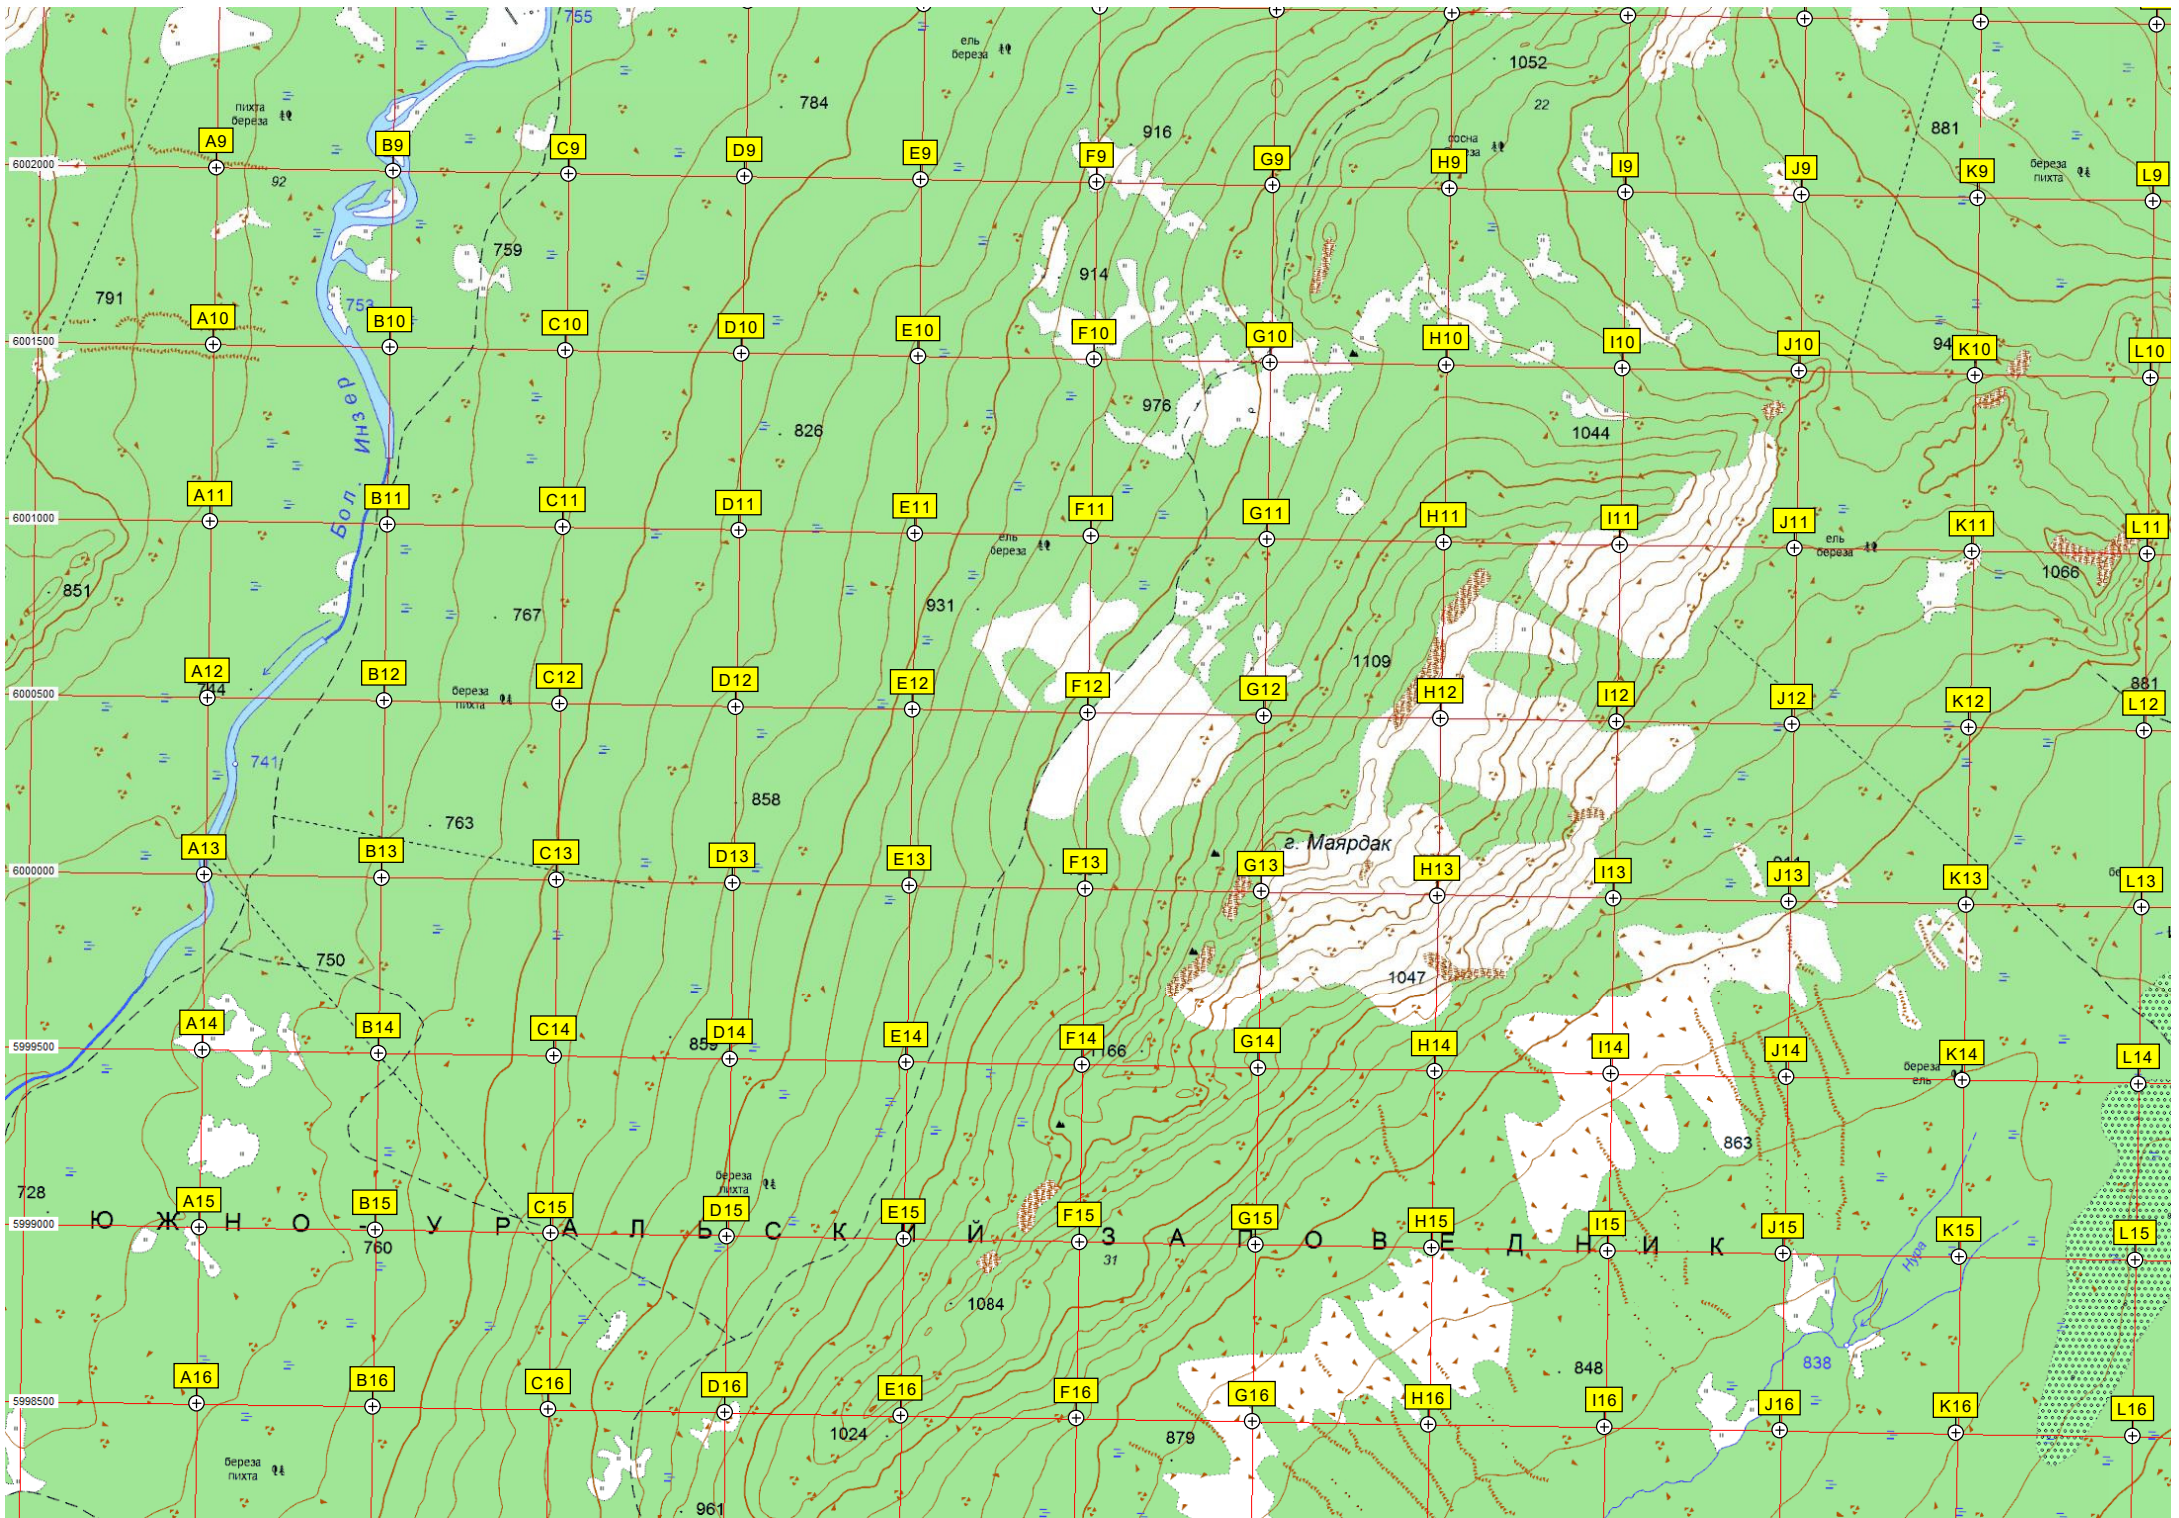 755
ель
береза
1052
784
22
пихта
береза
916
881
сосна
A9
B9
C9
D9
E9
F9
G9
H9
I9
J9
K9
L9
6002000
92
береза
пихта
759
914
791
753
A10
B10
C10
D10
E10
F10
G10
H10
I10
J10
K10
L10
6001500
94
976
826
1044
Бол. Инзер
A11
B11
C11
D11
E11
F11
G11
H11
I11
J11
K11
L11
6001000
ель
береза
ель
береза
1066
851
767
931
1109
A12
B12
C12
D12
E12
F12
G12
H12
I12
J12
K12
L12
881
6000500
744
береза
пихта
741
858
763
г. Маярдак
A13
B13
C13
D13
E13
F13
G13
H13
I13
J13
K13
L13
6000000
750
1047
A14
B14
C14
D14
E14
F14
G14
H14
I14
J14
K14
L14
5999500
859
1166
береза
ель
863
береза
пихта
728
A15
B15
C15
D15
E15
F15
G15
H15
I15
J15
K15
L15
5999000
ЮЖНО-УРАЛЬСКИЙ ЗАПОВЕДНИК
760
31
Нура
1084
838
848
A16
B16
C16
D16
E16
F16
G16
H16
I16
J16
K16
L16
5998500
1024
879
береза
пихта
961